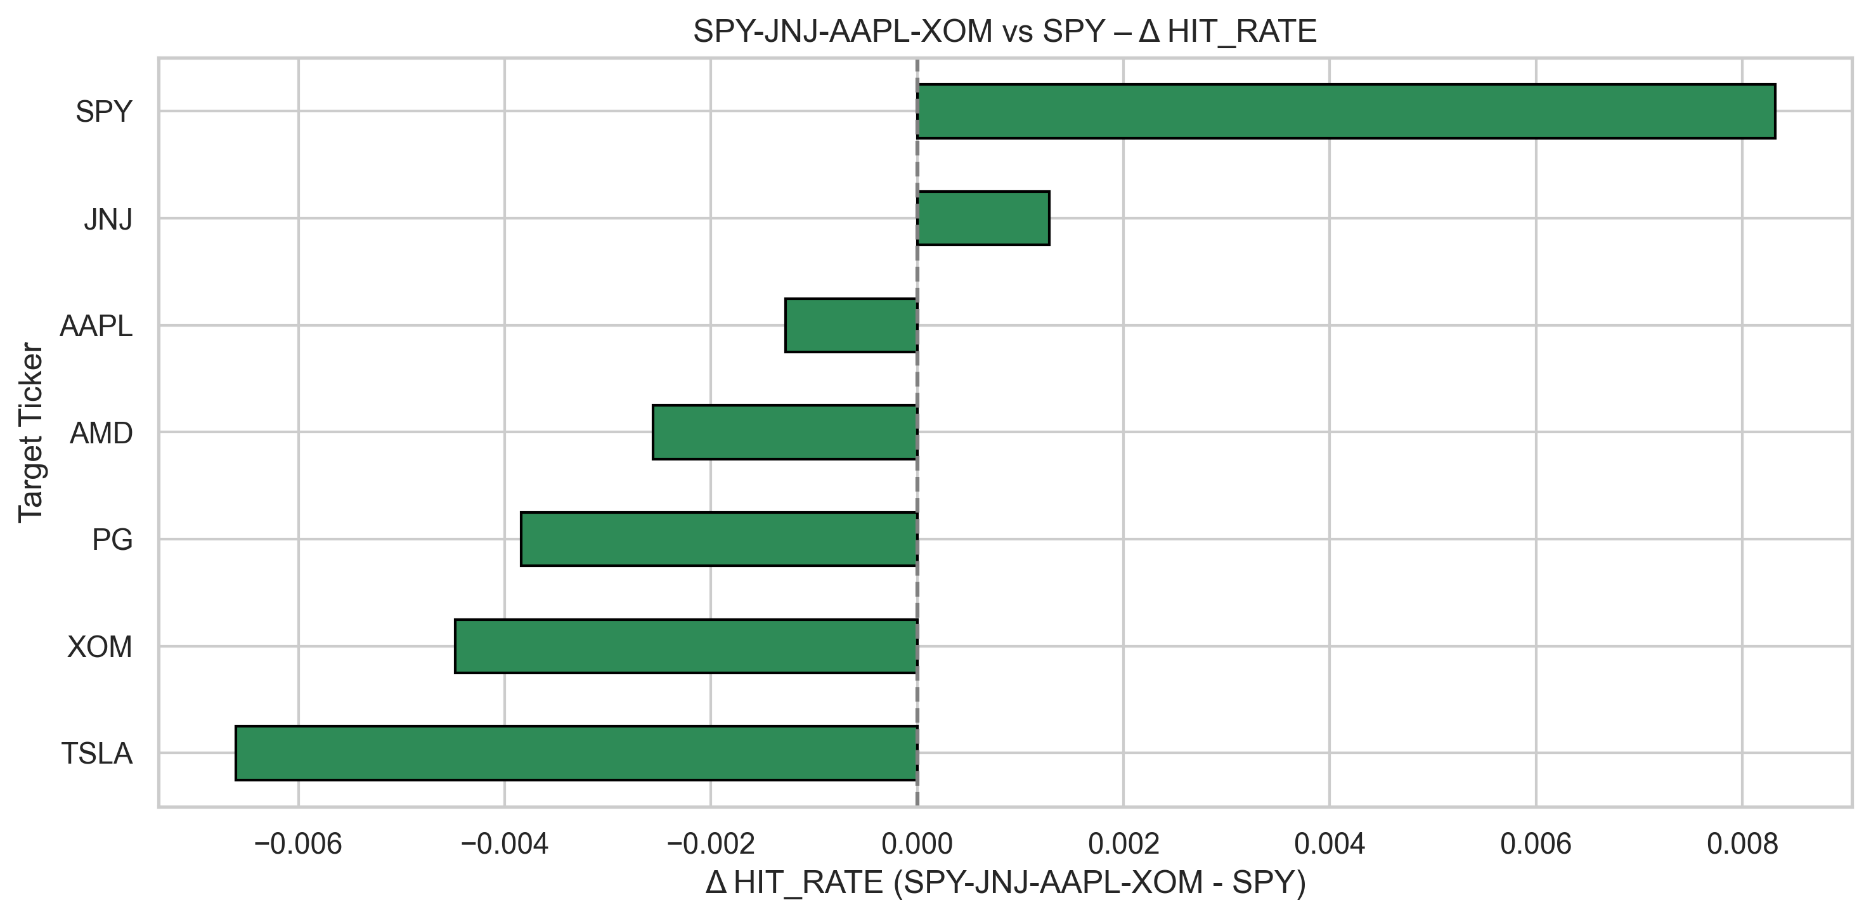 SPY-JNJ-AAPL-XOM vs SPY – Δ HIT_RATE
Target Ticker
SPY
JNJ
AAPL
AMD
PG
XOM
TSLA
−0.006 −0.004 −0.002 0.000 0.002 0.004 0.006 0.008
Δ HIT_RATE (SPY-JNJ-AAPL-XOM - SPY)